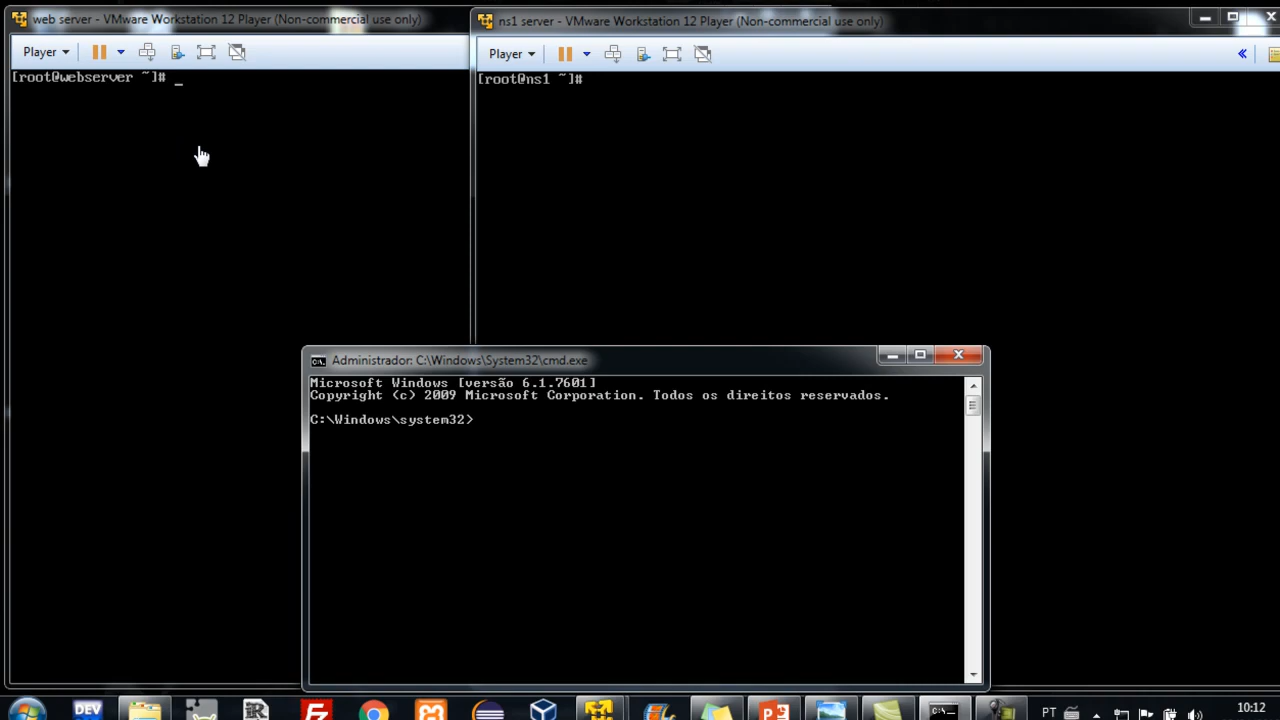 web server - VMware Workstation 12 Player (Non-commercial use only)
Player
[root@webserver ~]# _
ns1 server - VMware Workstation 12 Player (Non-commercial use only)
Player
[root@ns1 ~]#
Administrador: C:\Windows\System32\cmd.exe
Microsoft Windows [versão 6.1.7601]
Copyright (c) 2009 Microsoft Corporation. Todos os direitos reservados.
C:\Windows\system32>
DEV
PT
10:12